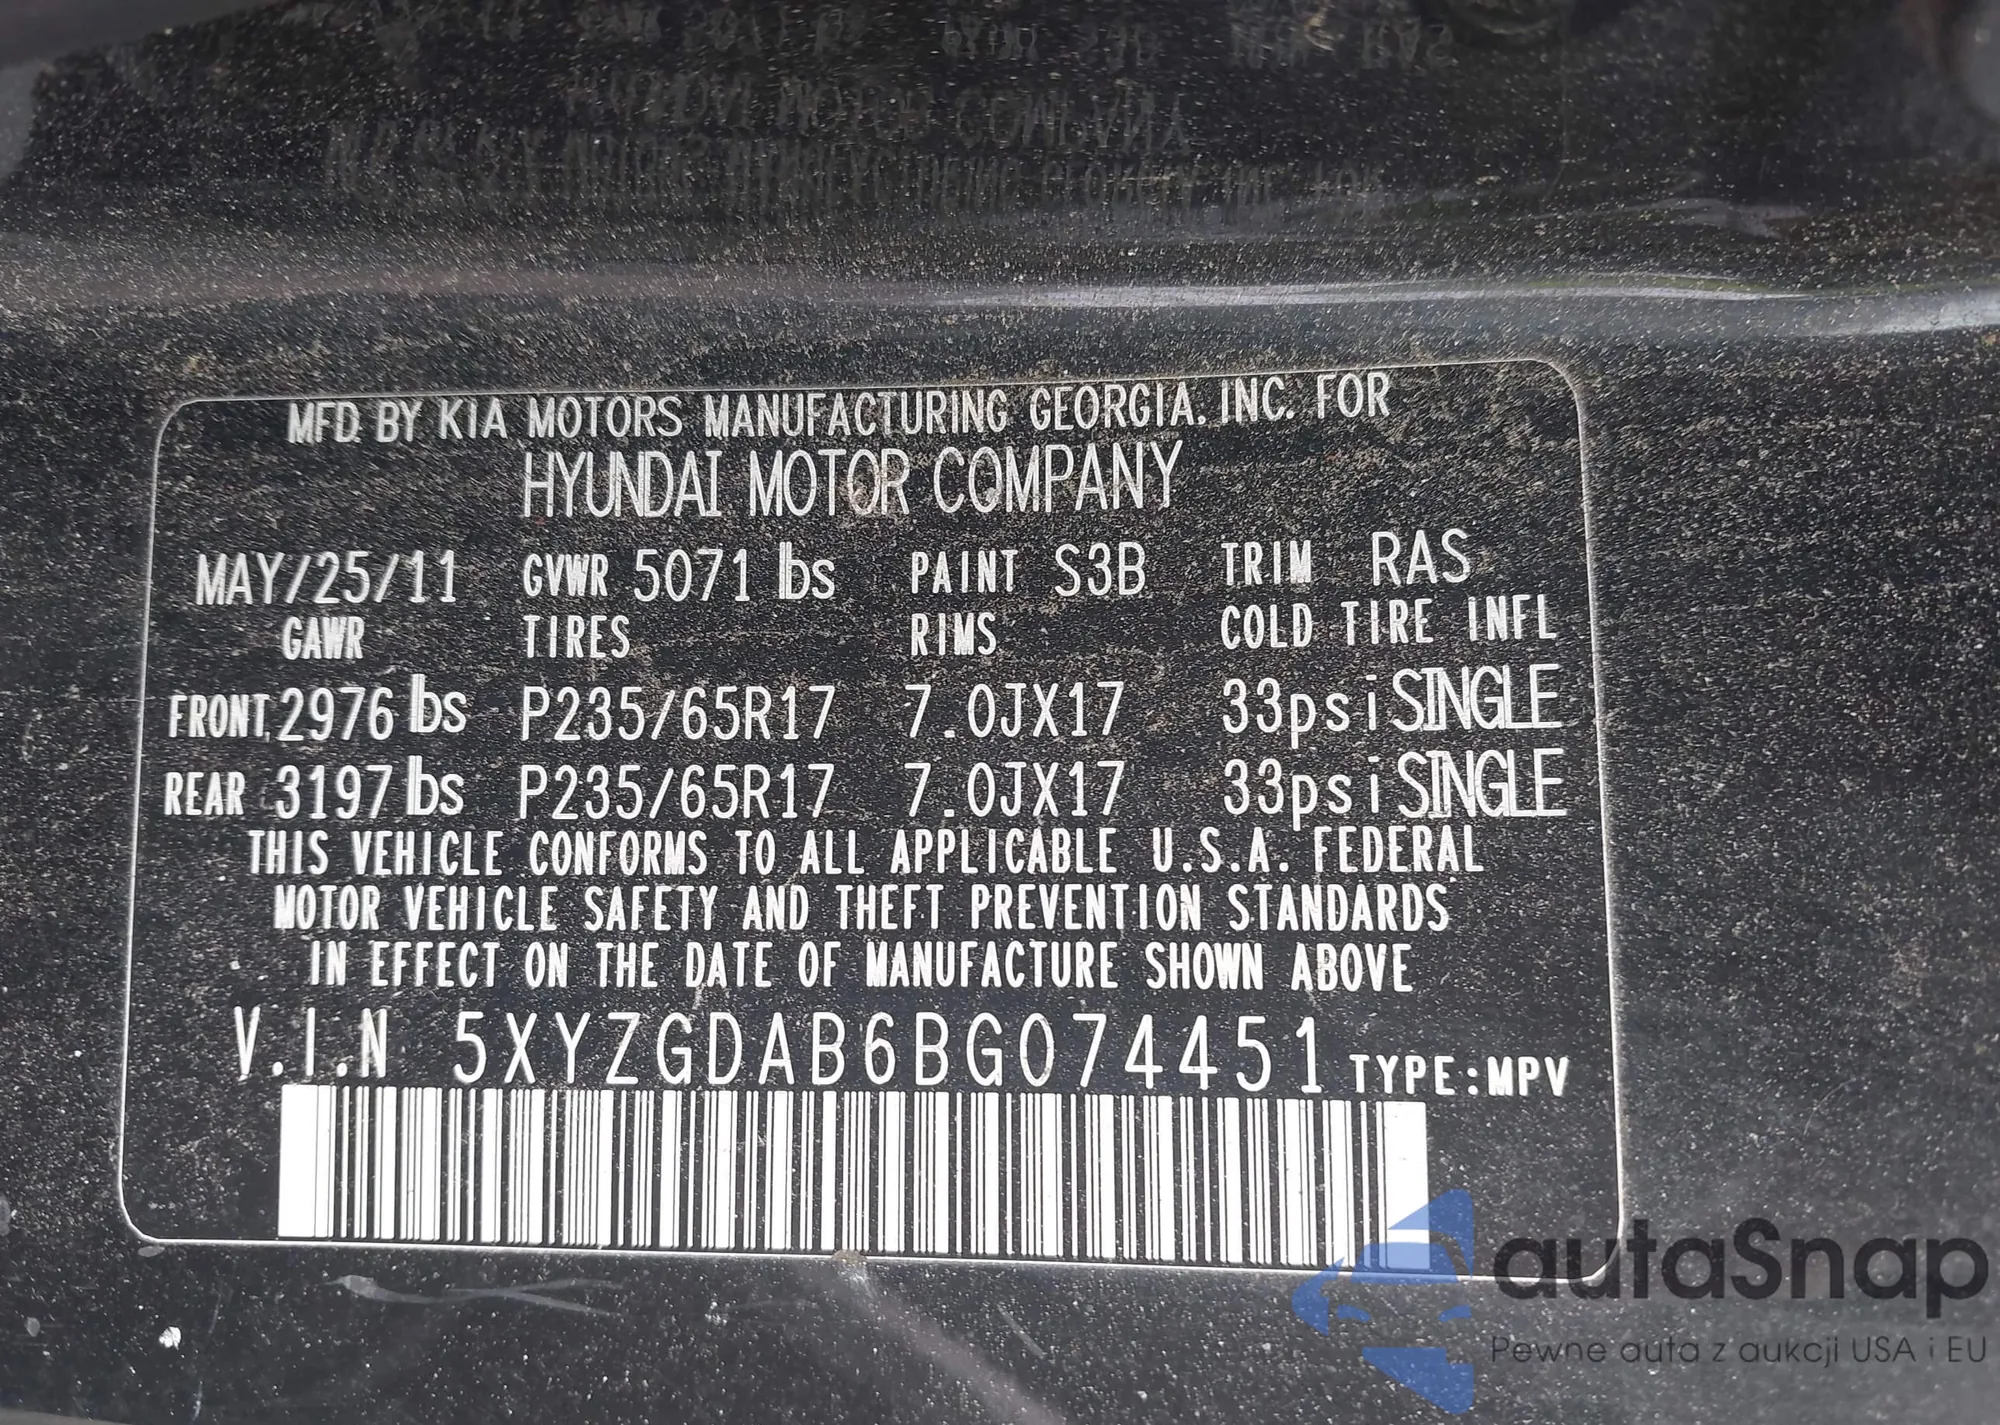 MFD. BY KIA MOTORS MANUFACTURING GEORGIA, INC. FOR
HYUNDAI MOTOR COMPANY
MAY/25/11 GVWR 5071 lbs PAINT S3B TRIM RAS
GAWR TIRES RIMS COLD TIRE INFL
FRONT 2976 lbs P235/65R17 7.0JX17 33psi SINGLE
REAR 3197 lbs P235/65R17 7.0JX17 33psi SINGLE
THIS VEHICLE CONFORMS TO ALL APPLICABLE U.S.A. FEDERAL
MOTOR VEHICLE SAFETY AND THEFT PREVENTION STANDARDS
IN EFFECT ON THE DATE OF MANUFACTURE SHOWN ABOVE
V.I.N 5XYZGDAB6BG074451 TYPE:MPV
autaSnap
Pewne auta z aukcji USA i EU